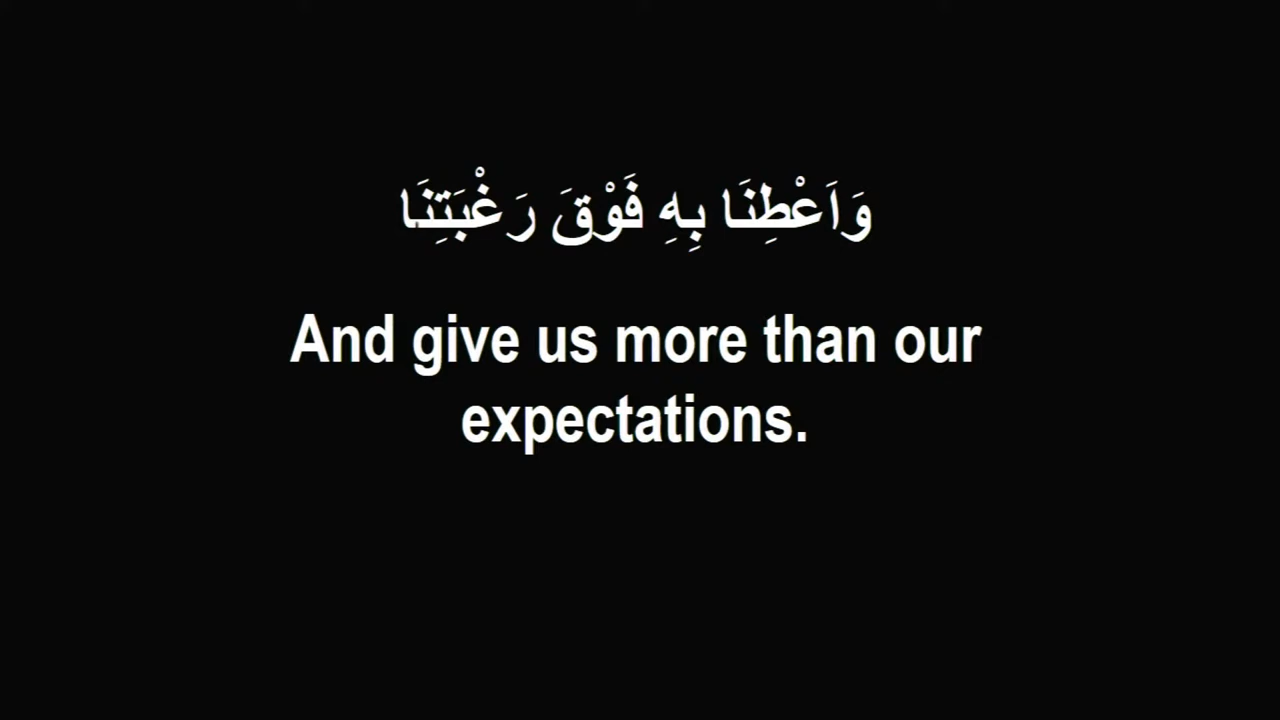 وَاَعْطِنَا بِهِ فَوْقَ رَغْبَتِنَا
And give us more than our
expectations.